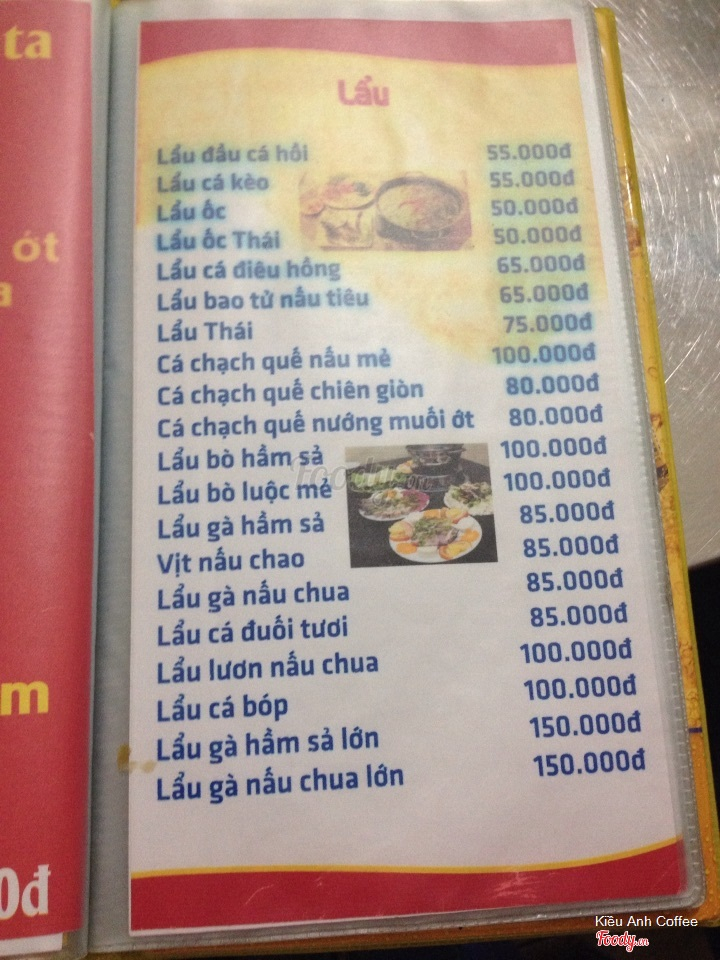 ta
ớt
a
m
0đ
Lẩu
Lẩu đầu cá hồi 55.000đ
Lẩu cá kèo 55.000đ
Lẩu ốc 50.000đ
Lẩu ốc Thái 50.000đ
Lẩu cá điêu hồng 65.000đ
Lẩu bao tử nấu tiêu 65.000đ
Lẩu Thái 75.000đ
Cá chạch quế nấu mẻ 100.000đ
Cá chạch quế chiên giòn 80.000đ
Cá chạch quế nướng muối ớt 80.000đ
Lẩu bò hầm sả 100.000đ
Lẩu bò luộc mẻ 100.000đ
Lẩu gà hầm sả 85.000đ
Vịt nấu chao 85.000đ
Lẩu gà nấu chua 85.000đ
Lẩu cá đuối tươi 85.000đ
Lẩu lươn nấu chua 100.000đ
Lẩu cá bóp 100.000đ
Lẩu gà hầm sả lớn 150.000đ
Lẩu gà nấu chua lớn 150.000đ
Foody.vn
Kiều Anh Coffee
Foody.vn